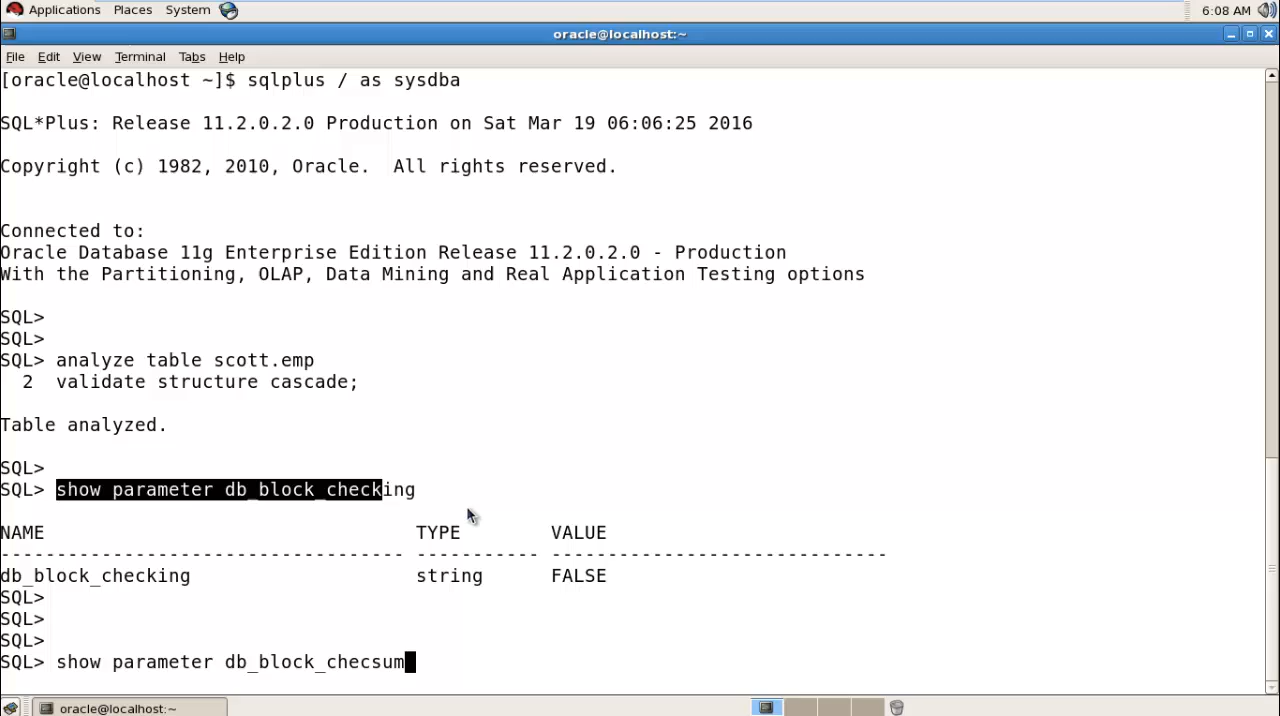 Applications Places System 6:08 AM
oracle@localhost:~
File Edit View Terminal Tabs Help
[oracle@localhost ~]$ sqlplus / as sysdba
SQL*Plus: Release 11.2.0.2.0 Production on Sat Mar 19 06:06:25 2016
Copyright (c) 1982, 2010, Oracle.  All rights reserved.
Connected to:
Oracle Database 11g Enterprise Edition Release 11.2.0.2.0 - Production
With the Partitioning, OLAP, Data Mining and Real Application Testing options
SQL>
SQL>
SQL> analyze table scott.emp
  2  validate structure cascade;
Table analyzed.
SQL>
SQL> show parameter db_block_checking
NAME                                 TYPE        VALUE
------------------------------------ ----------- ------------------------------
db_block_checking                    string      FALSE
SQL>
SQL>
SQL>
SQL> show parameter db_block_checsum
oracle@localhost:~